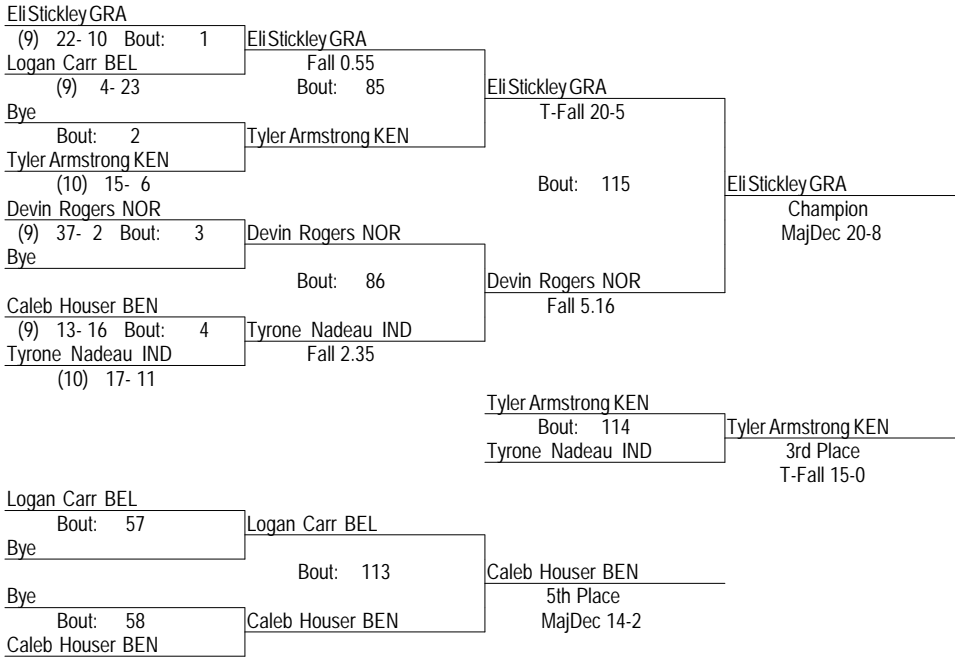 Eli Stickley GRA
(9) 22- 10 Bout: 1
Eli Stickley GRA
Logan Carr BEL
Fall 0.55
(9) 4- 23
Bout: 85
Eli Stickley GRA
Bye
T-Fall 20-5
Bout: 2
Tyler Armstrong KEN
Tyler Armstrong KEN
(10) 15- 6
Bout: 115
Eli Stickley GRA
Devin Rogers NOR
Champion
(9) 37- 2 Bout: 3
Devin Rogers NOR
MajDec 20-8
Bye
Bout: 86
Devin Rogers NOR
Caleb Houser BEN
Fall 5.16
(9) 13- 16 Bout: 4
Tyrone Nadeau IND
Tyrone Nadeau IND
Fall 2.35
(10) 17- 11
Tyler Armstrong KEN
Bout: 114
Tyler Armstrong KEN
Tyrone Nadeau IND
3rd Place
T-Fall 15-0
Logan Carr BEL
Bout: 57
Logan Carr BEL
Bye
Bout: 113
Caleb Houser BEN
Bye
5th Place
Bout: 58
Caleb Houser BEN
MajDec 14-2
Caleb Houser BEN